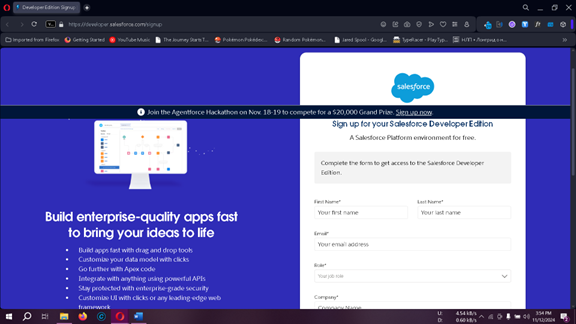 Developer Edition Signup
https://developer.salesforce.com/signup
Imported from Firefox
Getting Started
YouTube Music
The Journey Starts T...
Pokémon Pokédex:...
Random Pokémon...
Jared Spool - Googl...
TypeRacer - Play Typ...
salesforce
Join the Agentforce Hackathon on Nov. 18-19 to compete for a $20,000 Grand Prize. Sign up now.
Sign up for your Salesforce Developer Edition
A Salesforce Platform environment for free.
Complete the form to get access to the Salesforce Developer
Edition.
First Name*
Last Name*
Your first name
Your last name
Email*
Your email address
Role*
Your job role
Company*
Company Name
Build enterprise-quality apps fast
to bring your ideas to life
Build apps fast with drag and drop tools
Customize your data model with clicks
Go further with Apex code
Integrate with anything using powerful APIs
Stay protected with enterprise-grade security
Customize UI with clicks or any leading-edge web
framework
U: 4.54 kB/s
D: 0.60 kB/s
3:54 PM
11/12/2024